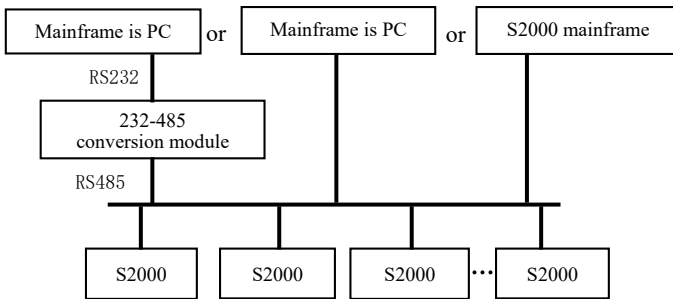 Mainframe is PC or Mainframe is PC or S2000 mainframe
RS232
232-485
conversion module
RS485
S2000 S2000 S2000 ... S2000